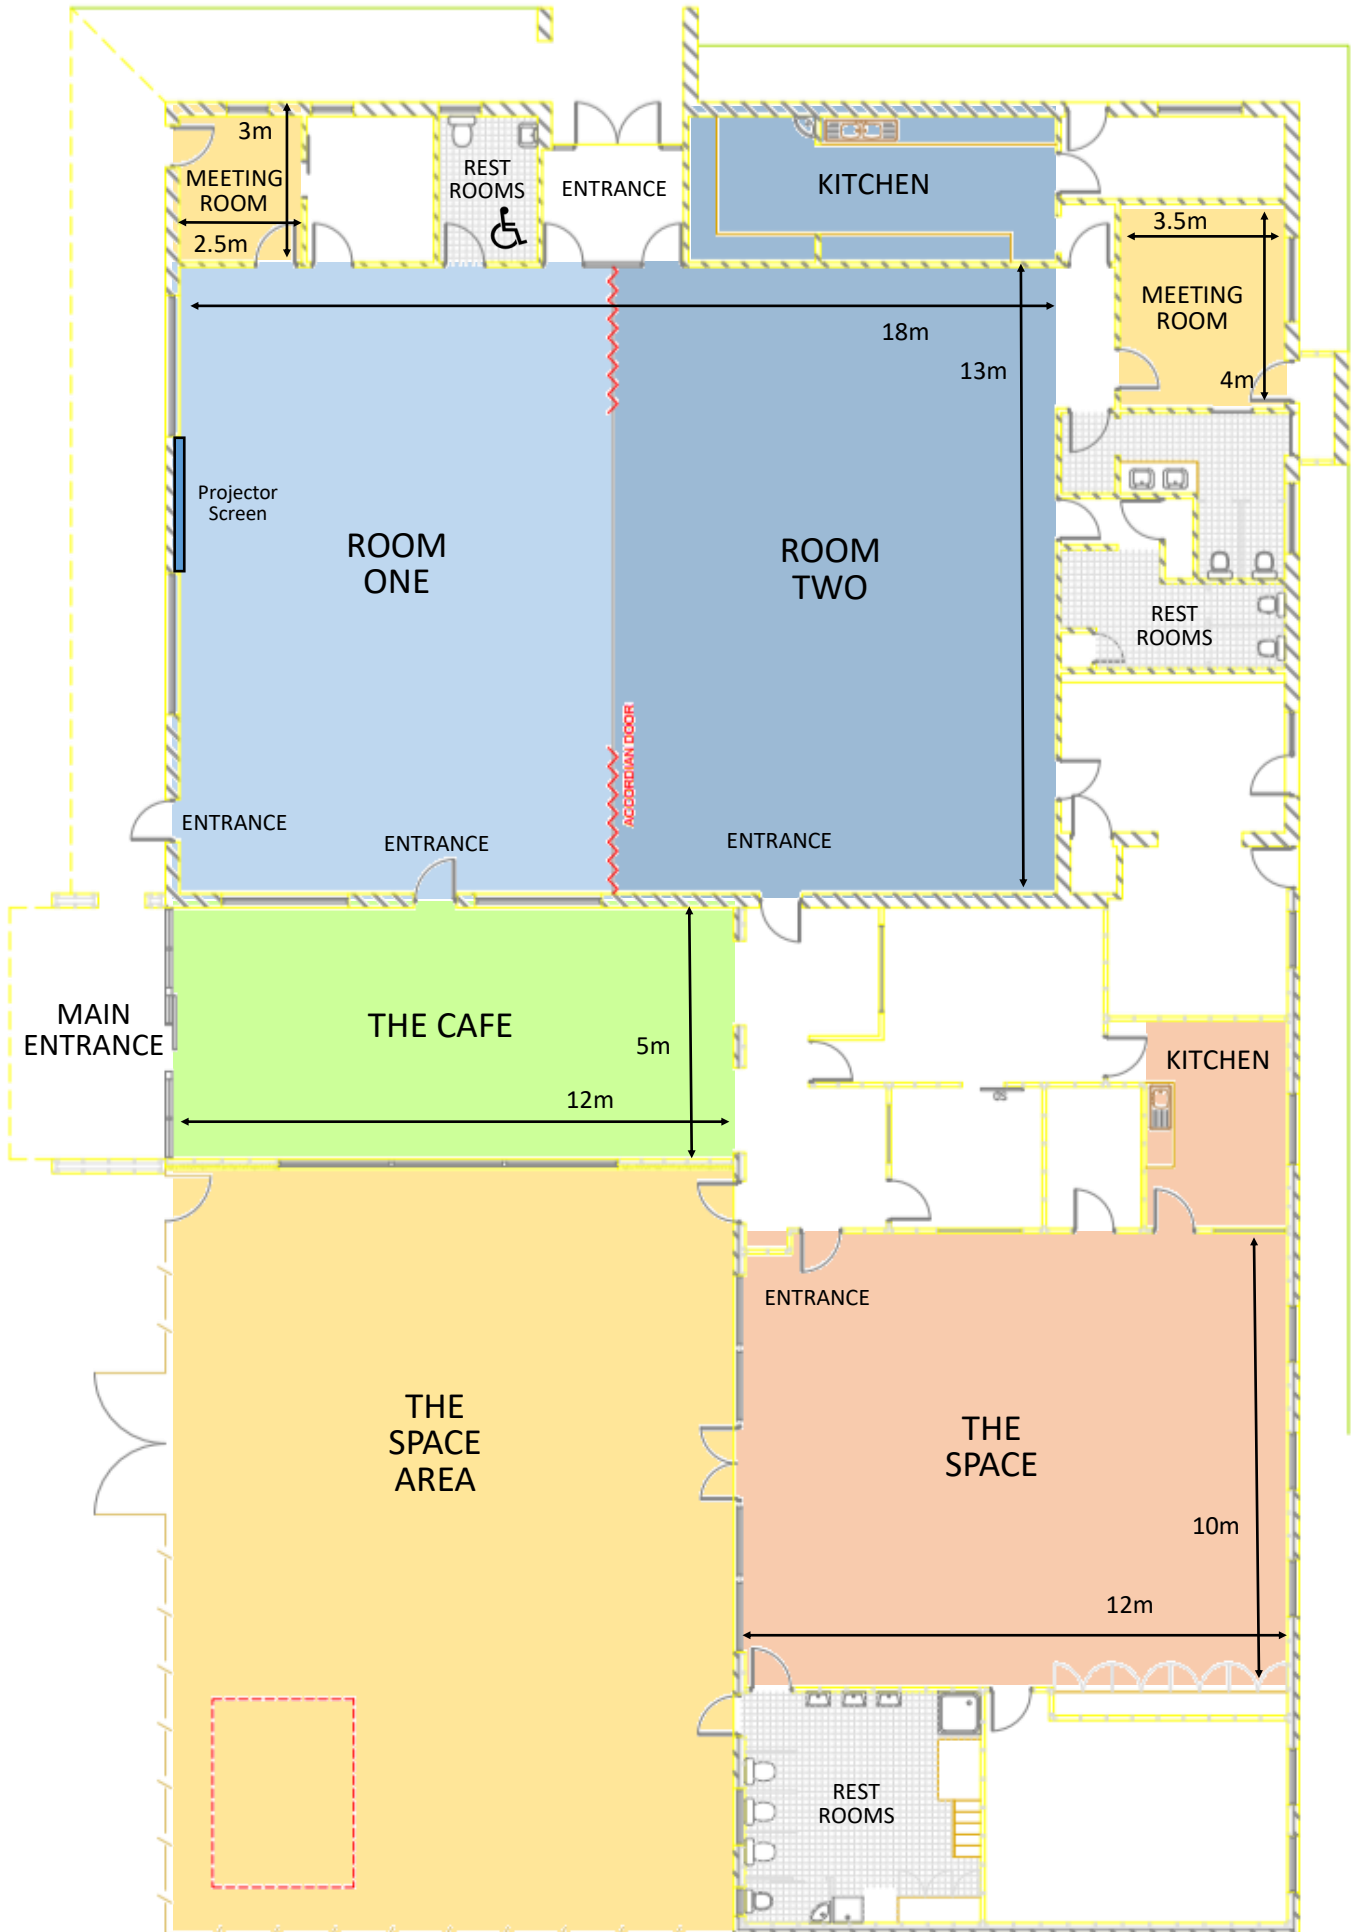 3m
MEETING
ROOM
2.5m
REST
ROOMS
ENTRANCE
KITCHEN
3.5m
MEETING
ROOM
4m
18m
13m
Projector
Screen
ROOM
ONE
ROOM
TWO
REST
ROOMS
ACCORDIAN DOOR
ENTRANCE
ENTRANCE
ENTRANCE
MAIN
ENTRANCE
THE CAFE
5m
12m
KITCHEN
ENTRANCE
THE
SPACE
AREA
THE
SPACE
10m
12m
REST
ROOMS